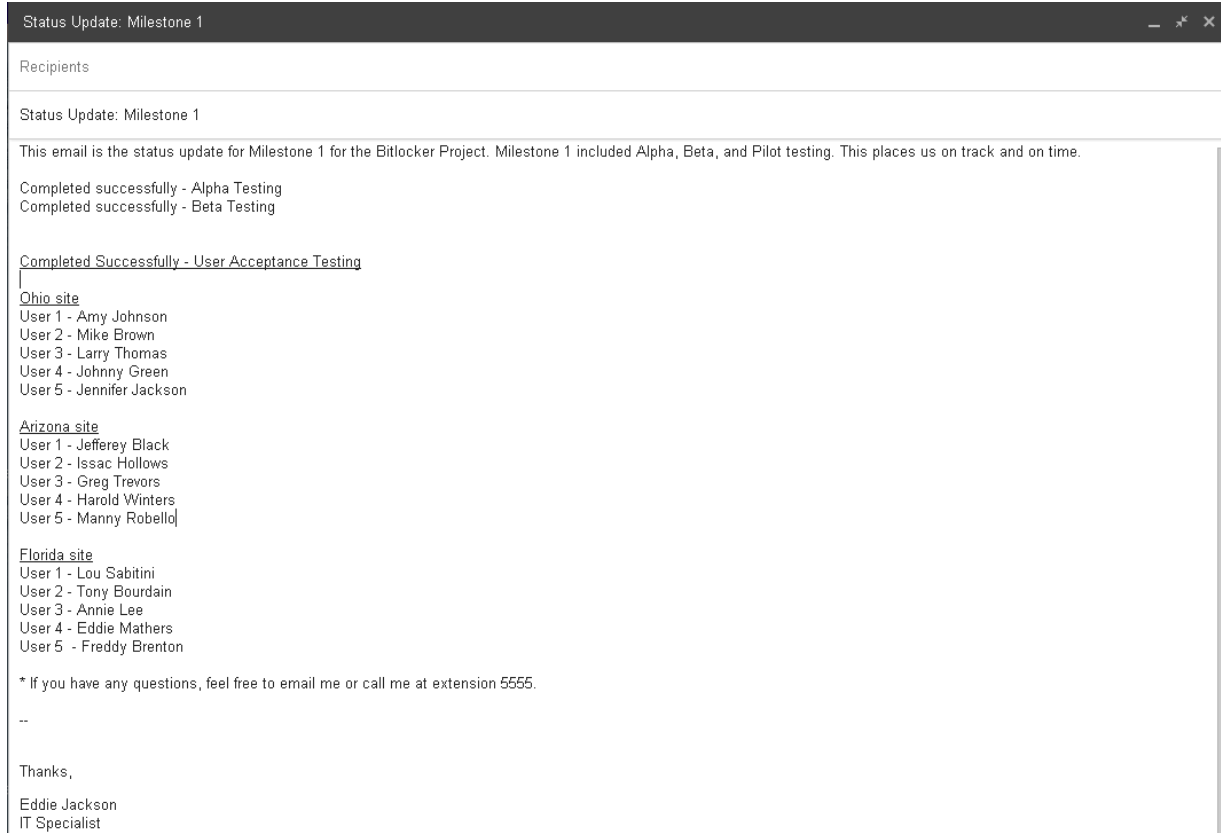 Status Update: Milestone 1
Recipients
Status Update: Milestone 1
This email is the status update for Milestone 1 for the Bitlocker Project. Milestone 1 included Alpha, Beta, and Pilot testing. This places us on track and on time.
Completed successfully - Alpha Testing
Completed successfully - Beta Testing
Completed Successfully - User Acceptance Testing
Ohio site
User 1 - Amy Johnson
User 2 - Mike Brown
User 3 - Larry Thomas
User 4 - Johnny Green
User 5 - Jennifer Jackson
Arizona site
User 1 - Jefferey Black
User 2 - Issac Hollows
User 3 - Greg Trevors
User 4 - Harold Winters
User 5 - Manny Robello
Florida site
User 1 - Lou Sabitini
User 2 - Tony Bourdain
User 3 - Annie Lee
User 4 - Eddie Mathers
User 5  - Freddy Brenton
* If you have any questions, feel free to email me or call me at extension 5555.
--
Thanks,
Eddie Jackson
IT Specialist